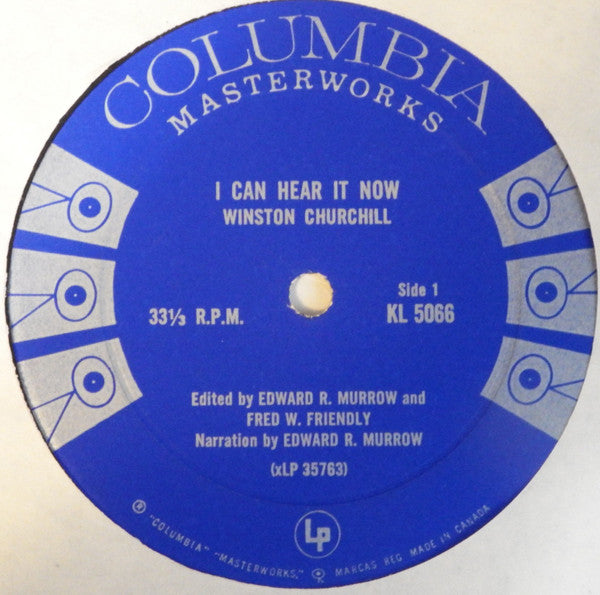 COLUMBIA
MASTERWORKS
I CAN HEAR IT NOW
WINSTON CHURCHILL
33⅓ R.P.M.
Side 1
KL 5066
Edited by EDWARD R. MURROW and
FRED W. FRIENDLY
Narration by EDWARD R. MURROW
(xLP 35763)
Lp
® "COLUMBIA" "MASTERWORKS," MARCAS REG. MADE IN CANADA